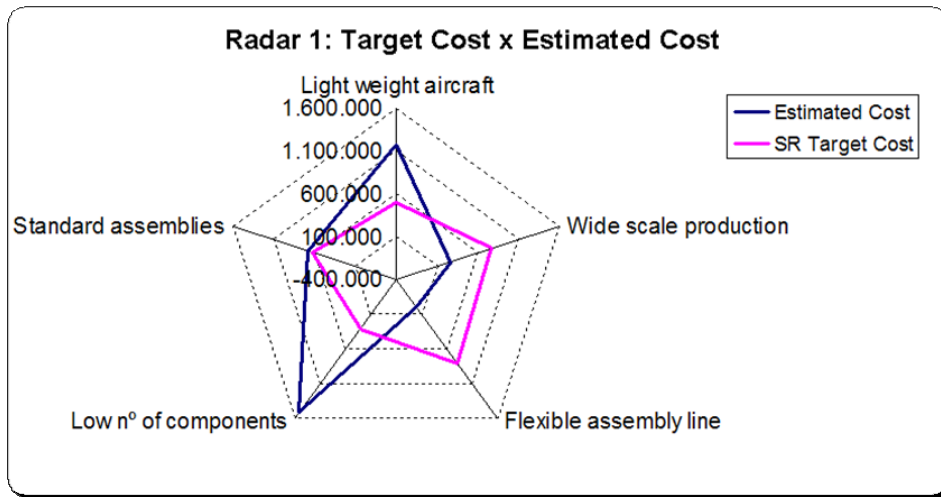 Radar 1: Target Cost x Estimated Cost
Light weight aircraft
1.600.000
Estimated Cost
1.100.000
SR Target Cost
600.000
Standard assemblies
Wide scale production
100.000
-400.000
Low nº of components
Flexible assembly line